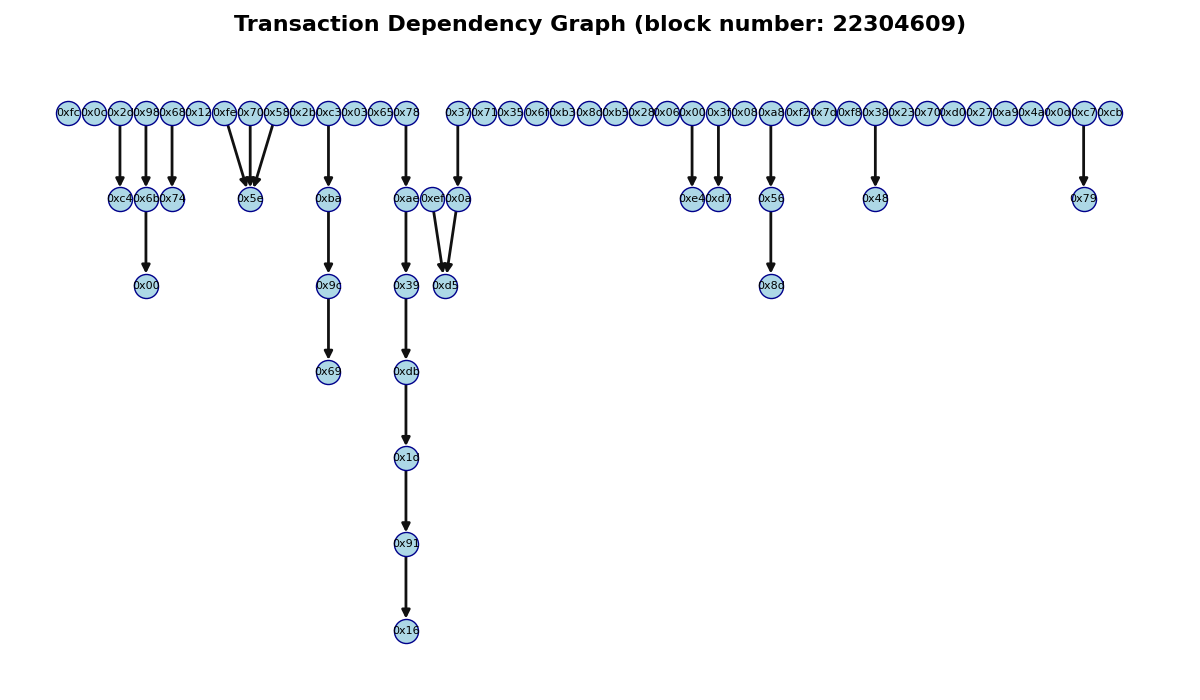 Transaction Dependency Graph (block number: 22304609)
0xfc 0x0c 0x2d 0x98 0x68 0x12 0xfe 0x70 0x58 0x2b 0xc3 0x03 0x65 0x78 0x37 0x71 0x35 0x6f 0xb3 0x8d 0xb5 0x28 0x06 0x00 0x3f 0x08 0xa8 0xf2 0x7d 0xf8 0x38 0x23 0x70 0xd0 0x27 0xa9 0x4a 0x0d 0xc7 0xcb
0xc4 0x6b 0x74 0x5e 0xba 0xae 0xef 0x0a 0xe4 0xd7 0x56 0x48 0x79
0x00 0x9c 0x39 0xd5 0x8d
0x69 0xdb
0x1d
0x91
0x16